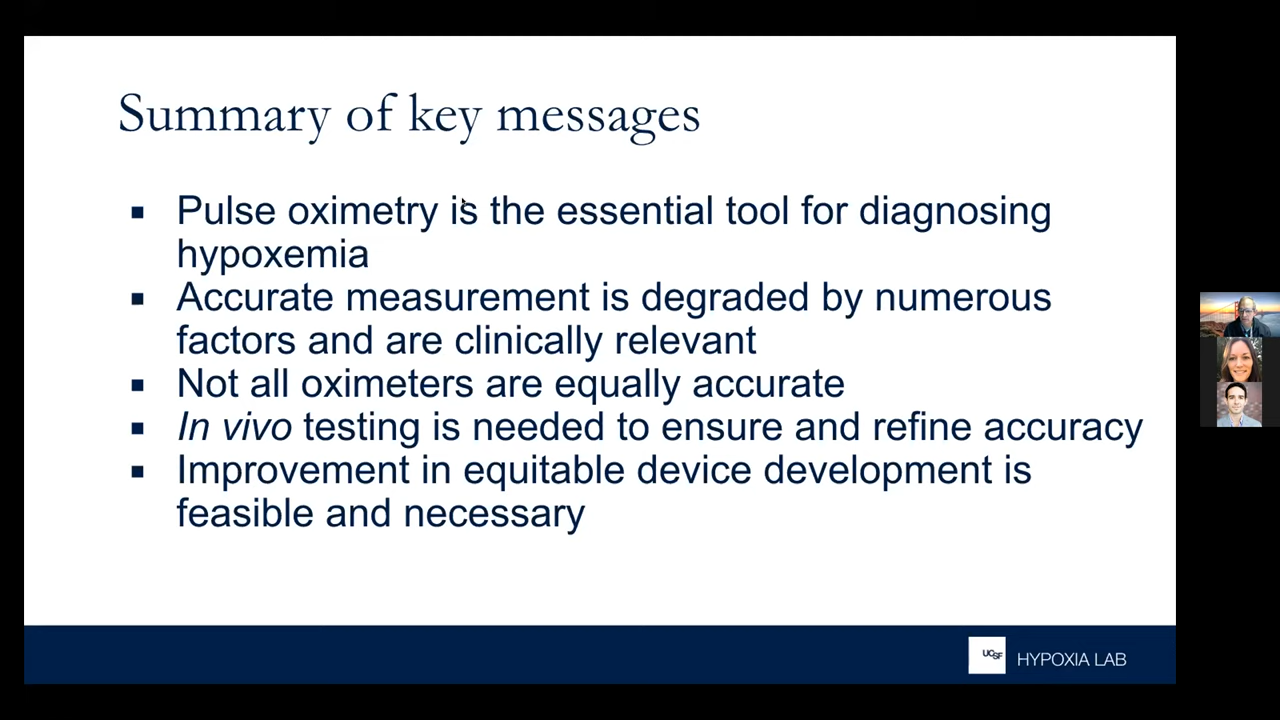 Summary of key messages
▪ Pulse oximetry is the essential tool for diagnosing
hypoxemia
▪ Accurate measurement is degraded by numerous
factors and are clinically relevant
▪ Not all oximeters are equally accurate
▪ In vivo testing is needed to ensure and refine accuracy
▪ Improvement in equitable device development is
feasible and necessary
UCSF HYPOXIA LAB